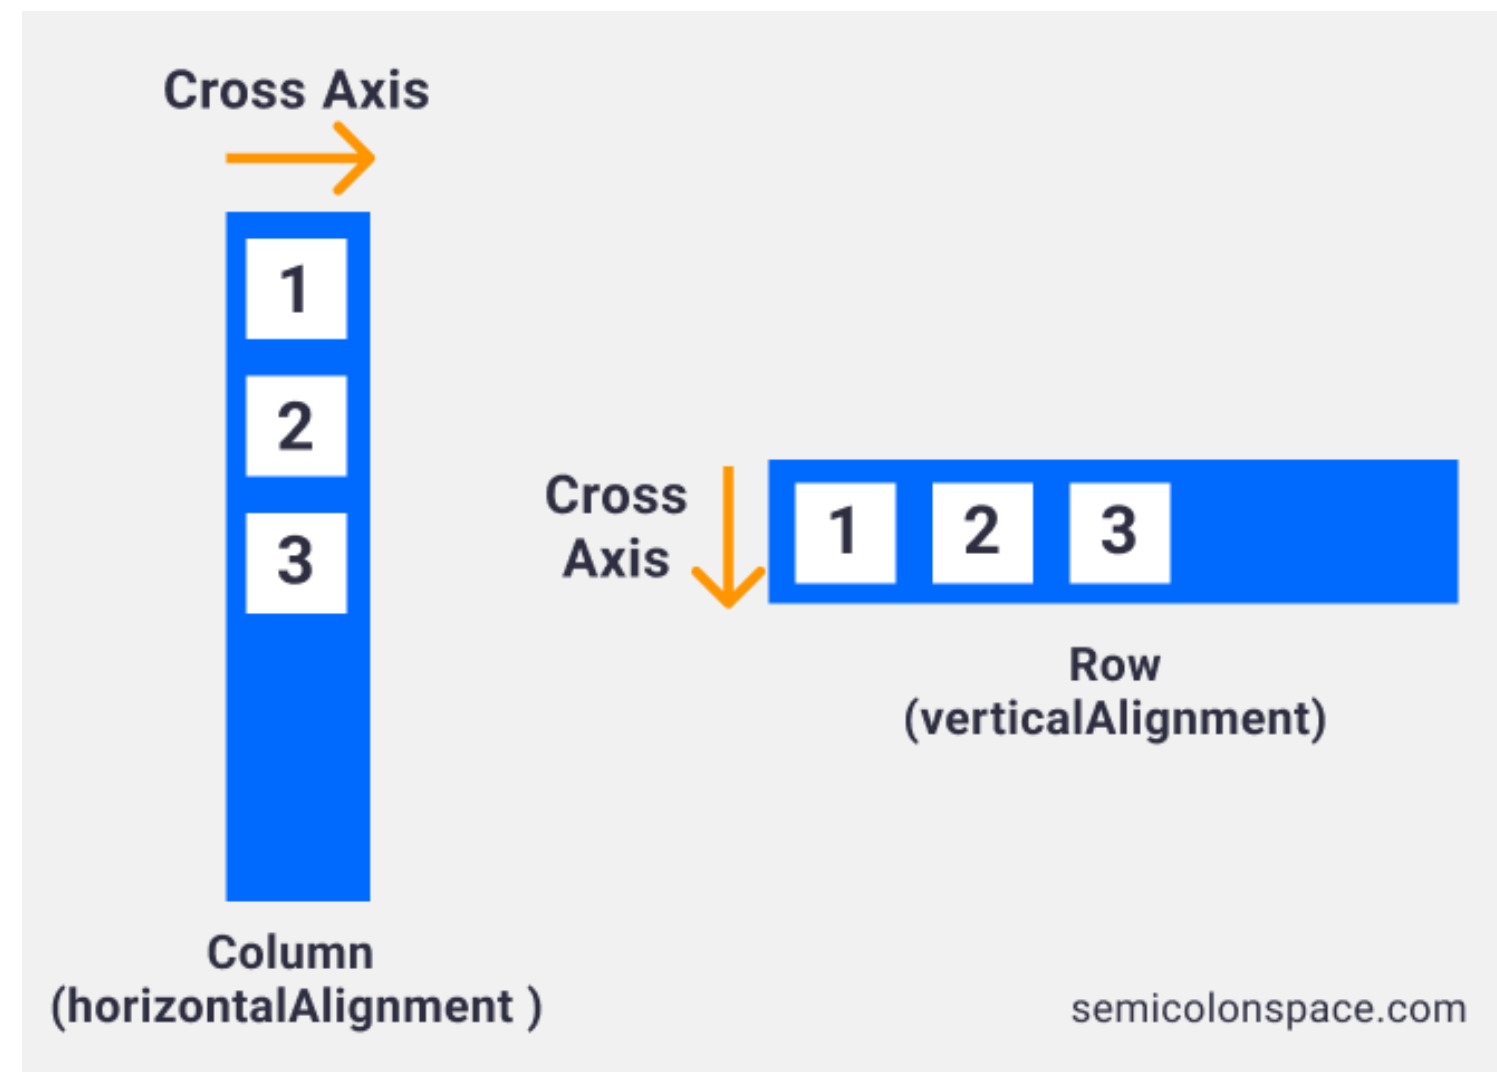 Cross Axis
1
2
3
Column
(horizontalAlignment )
Cross
Axis
1 2 3
Row
(verticalAlignment)
semicolonspace.com